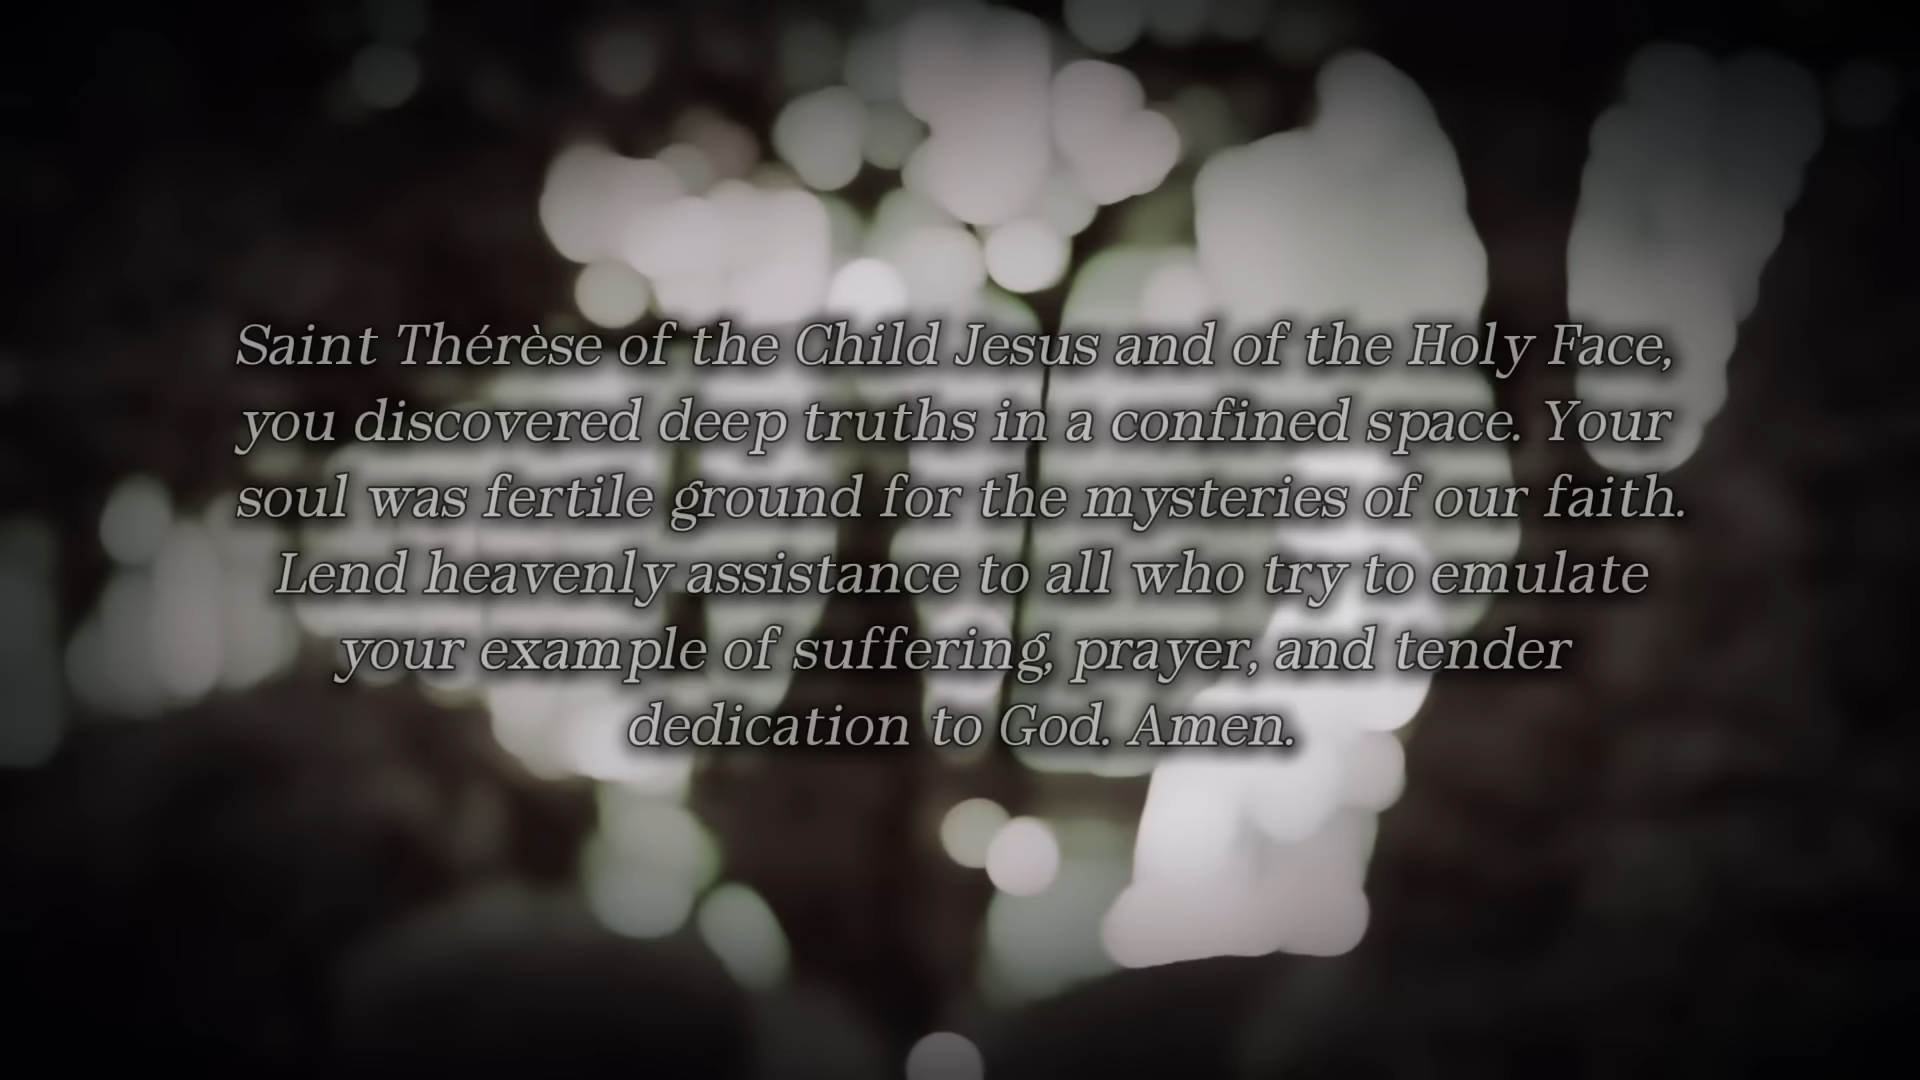 Saint Thérèse of the Child Jesus and of the Holy Face,
you discovered deep truths in a confined space. Your
soul was fertile ground for the mysteries of our faith.
Lend heavenly assistance to all who try to emulate
your example of suffering, prayer, and tender
dedication to God. Amen.